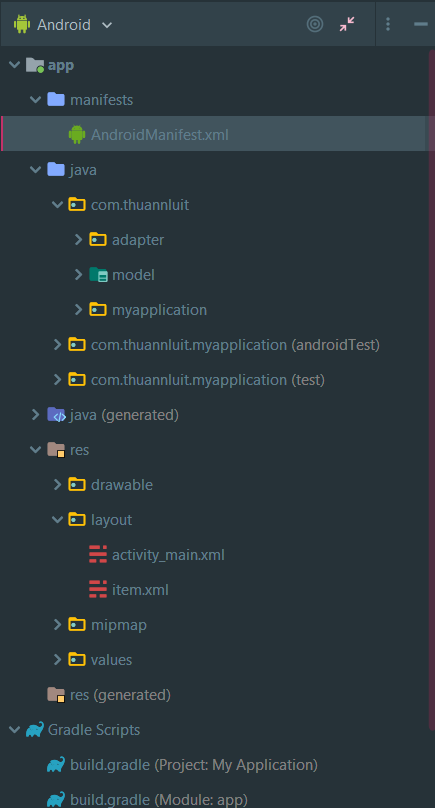 Android
app
manifests
AndroidManifest.xml
java
com.thuannluit
adapter
model
myapplication
com.thuannluit.myapplication (androidTest)
com.thuannluit.myapplication (test)
java (generated)
res
drawable
layout
activity_main.xml
item.xml
mipmap
values
res (generated)
Gradle Scripts
build.gradle (Project: My Application)
build.gradle (Module: app)